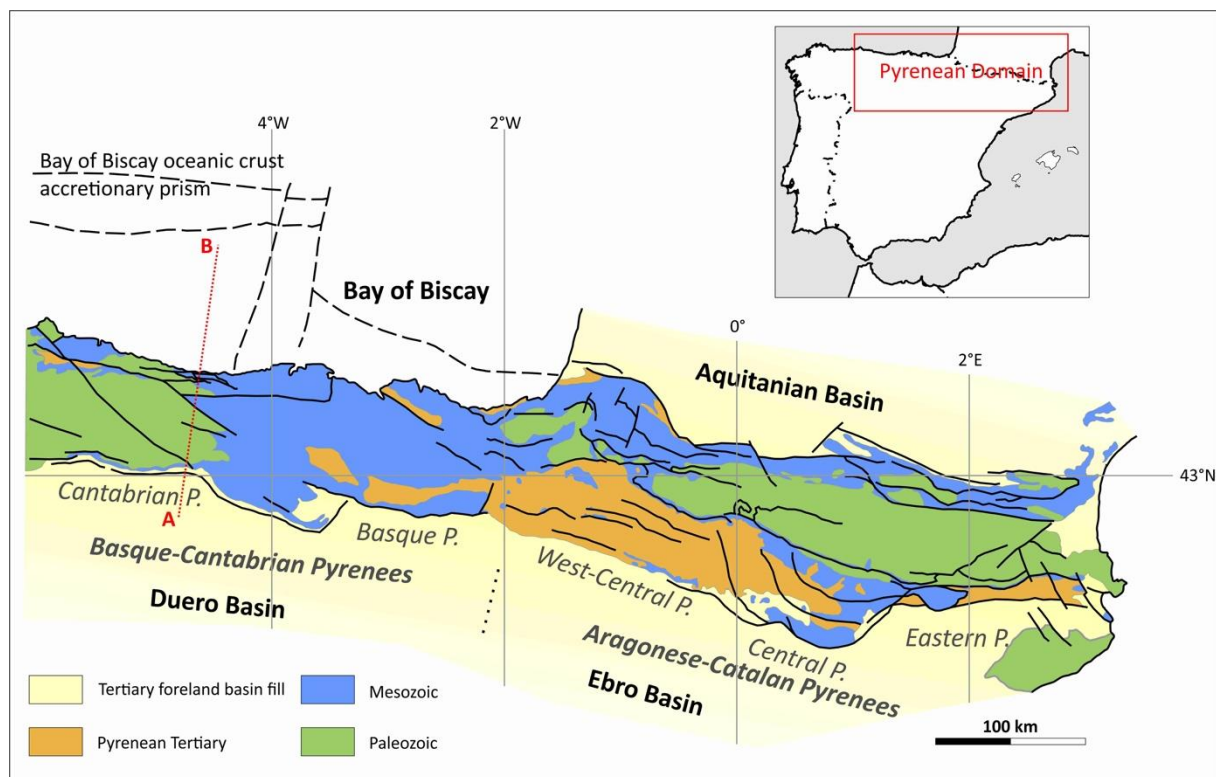 Pyrenean Domain
4°W
2°W
Bay of Biscay oceanic crust
accretionary prism
B
Bay of Biscay
0°
2°E
Aquitanian Basin
43°N
Cantabrian P.
A
Basque P.
Basque-Cantabrian Pyrenees
West-Central P.
Duero Basin
Eastern P.
Central P.
Aragonese-Catalan Pyrenees
Ebro Basin
Tertiary foreland basin fill
Mesozoic
Pyrenean Tertiary
Paleozoic
100 km